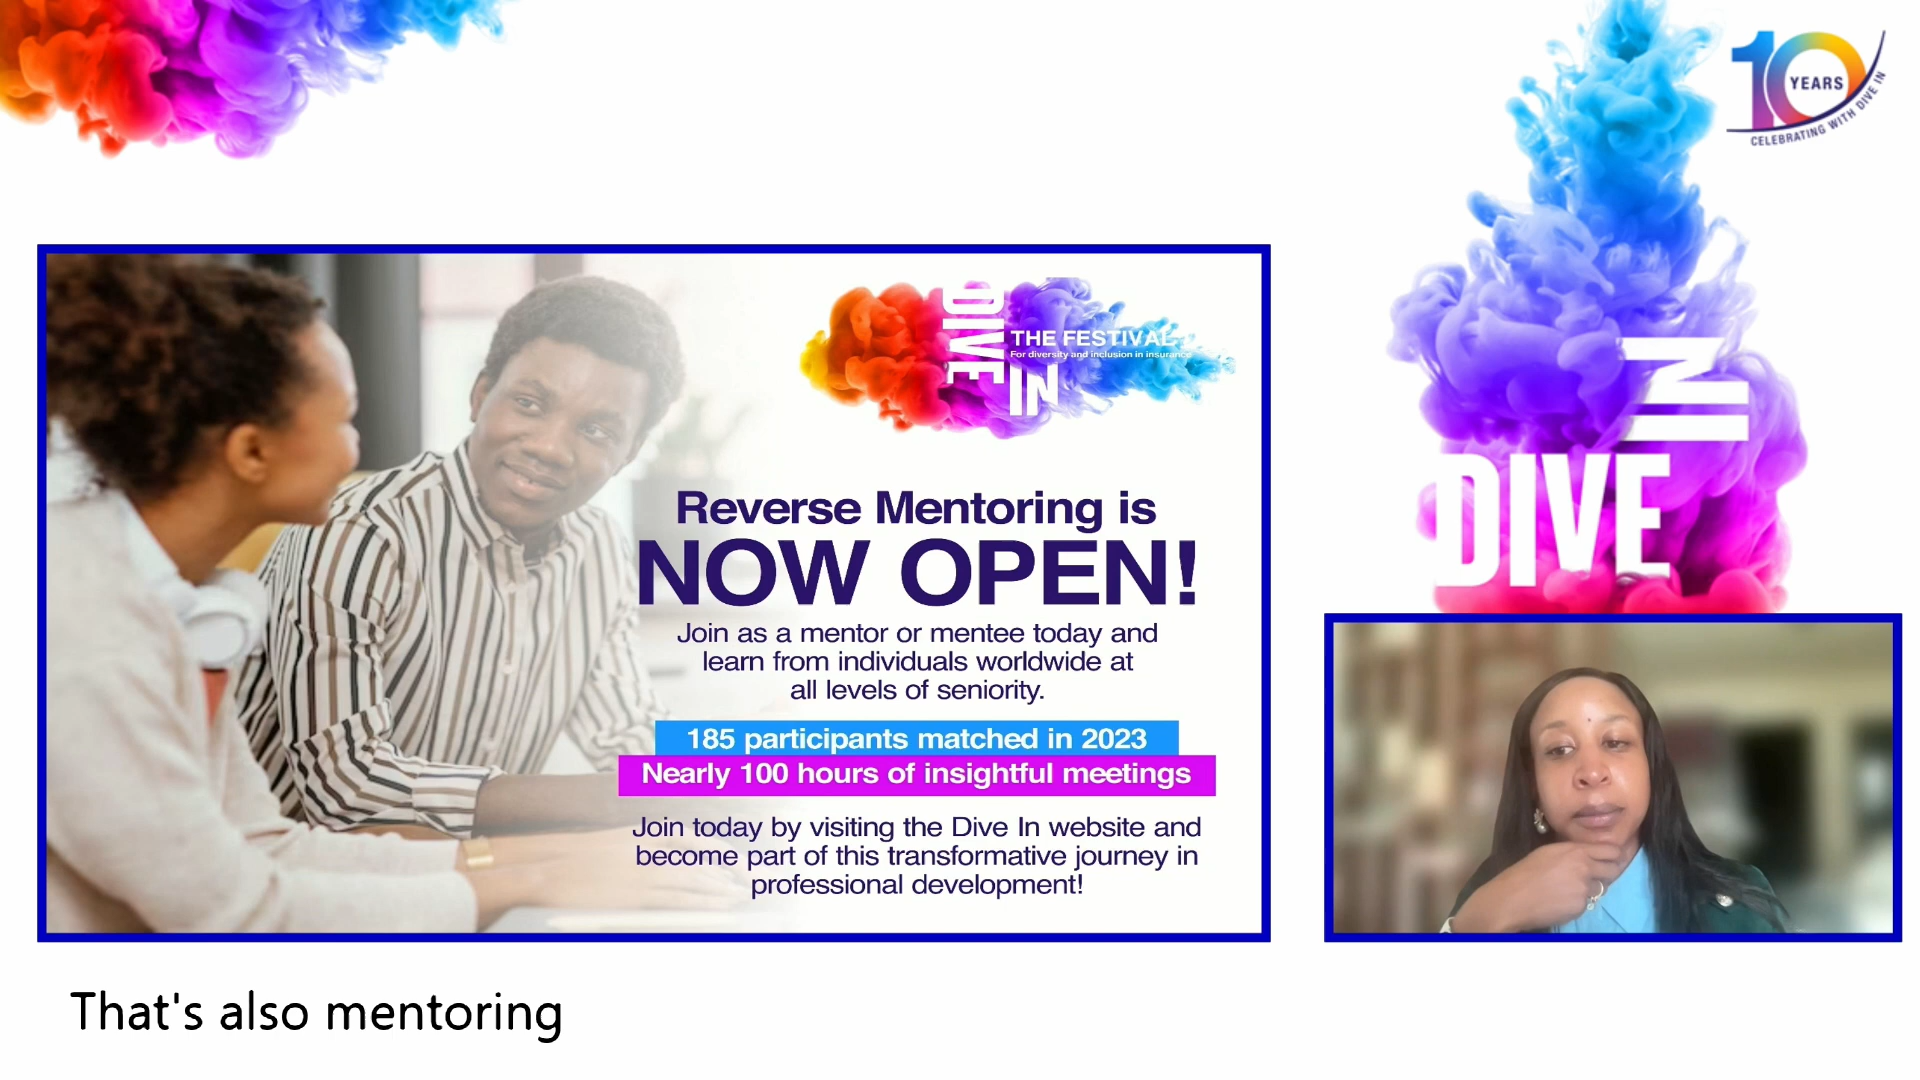 10
YEARS
CELEBRATING WITH DIVE IN
DIVE
THE FESTIVAL
For diversity and inclusion in insurance
IN
Reverse Mentoring is
NOW OPEN!
Join as a mentor or mentee today and
learn from individuals worldwide at
all levels of seniority.
185 participants matched in 2023
Nearly 100 hours of insightful meetings
Join today by visiting the Dive In website and
become part of this transformative journey in
professional development!
IN
DIVE
That's also mentoring